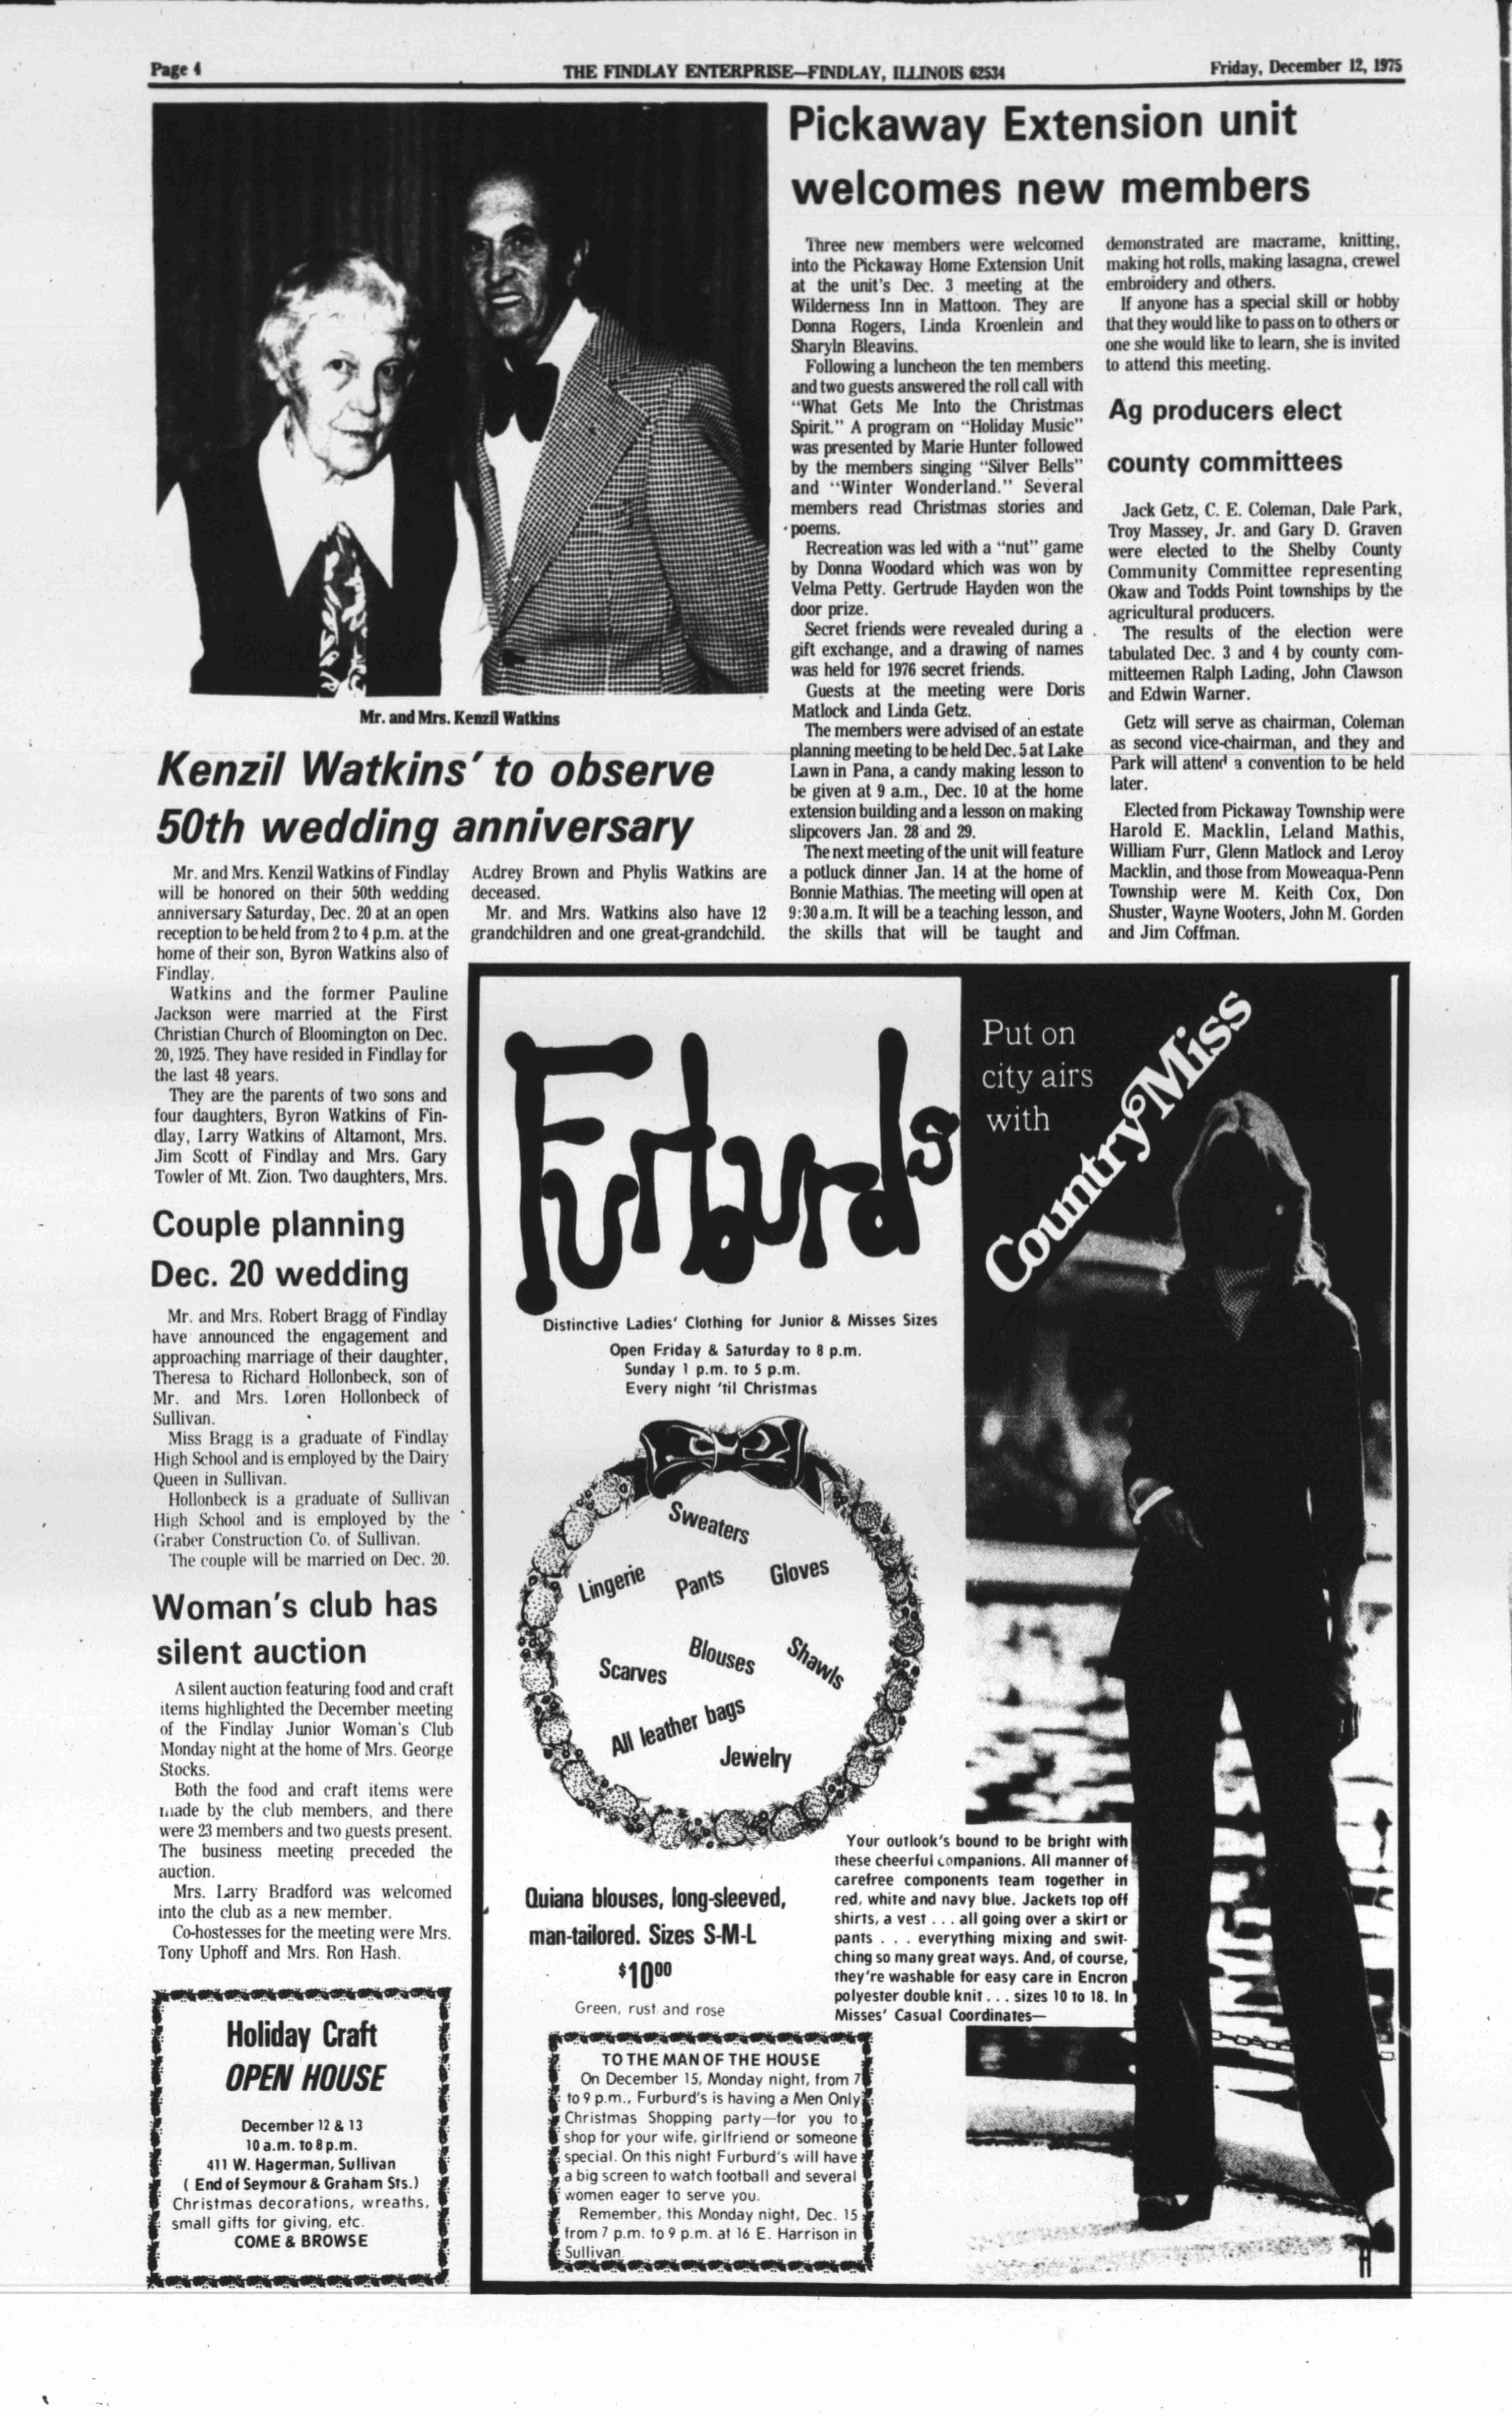 Page 4
THE FINDLAY ENTERPRISE—FINDLAY, ILLINOIS 62534
Friday, December 12, 1975
Mr. and Mrs. Kenzil Watkins
Kenzil Watkins' to observe
50th wedding anniversary
Mr. and Mrs. Kenzil Watkins of Findlay
will be honored on their 50th wedding
anniversary Saturday, Dec. 20 at an open
reception to be held from 2 to 4 p.m. at the
home of their son, Byron Watkins also of
Findlay.
Watkins and the former Pauline
Jackson were married at the First
Christian Church of Bloomington on Dec.
20, 1925. They have resided in Findlay for
the last 48 years.
They are the parents of two sons and
four daughters, Byron Watkins of Fin-
dlay, Larry Watkins of Altamont, Mrs.
Jim Scott of Findlay and Mrs. Gary
Towler of Mt. Zion. Two daughters, Mrs.
Audrey Brown and Phylis Watkins are
deceased.
Mr. and Mrs. Watkins also have 12
grandchildren and one great-grandchild.
Couple planning
Dec. 20 wedding
Mr. and Mrs. Robert Bragg of Findlay
have announced the engagement and
approaching marriage of their daughter,
Theresa to Richard Hollonbeck, son of
Mr. and Mrs. Loren Hollonbeck of
Sullivan.
Miss Bragg is a graduate of Findlay
High School and is employed by the Dairy
Queen in Sullivan.
Hollonbeck is a graduate of Sullivan
High School and is employed by the
Graber Construction Co. of Sullivan.
The couple will be married on Dec. 20.
Woman's club has
silent auction
A silent auction featuring food and craft
items highlighted the December meeting
of the Findlay Junior Woman's Club
Monday night at the home of Mrs. George
Stocks.
Both the food and craft items were
made by the club members, and there
were 23 members and two guests present.
The business meeting preceded the
auction.
Mrs. Larry Bradford was welcomed
into the club as a new member.
Co-hostesses for the meeting were Mrs.
Tony Uphoff and Mrs. Ron Hash.
Holiday Craft
OPEN HOUSE
December 12 & 13
10 a.m. to 8 p.m.
411 W. Hagerman, Sullivan
( End of Seymour & Graham Sts.)
Christmas decorations, wreaths,
small gifts for giving, etc.
COME & BROWSE
Pickaway Extension unit
welcomes new members
Three new members were welcomed
into the Pickaway Home Extension Unit
at the unit's Dec. 3 meeting at the
Wilderness Inn in Mattoon. They are
Donna Rogers, Linda Kroenlein and
Sharyln Bleavins.
Following a luncheon the ten members
and two guests answered the roll call with
"What Gets Me Into the Christmas
Spirit." A program on "Holiday Music"
was presented by Marie Hunter followed
by the members singing "Silver Bells"
and "Winter Wonderland." Several
members read Christmas stories and
poems.
Recreation was led with a "nut" game
by Donna Woodard which was won by
Velma Petty. Gertrude Hayden won the
door prize.
Secret friends were revealed during a
gift exchange, and a drawing of names
was held for 1976 secret friends.
Guests at the meeting were Doris
Matlock and Linda Getz.
The members were advised of an estate
planning meeting to be held Dec. 5 at Lake
Lawn in Pana, a candy making lesson to
be given at 9 a.m., Dec. 10 at the home
extension building and a lesson on making
slipcovers Jan. 28 and 29.
The next meeting of the unit will feature
a potluck dinner Jan. 14 at the home of
Bonnie Mathias. The meeting will open at
9:30 a.m. It will be a teaching lesson, and
the skills that will be taught and
demonstrated are macrame, knitting,
making hot rolls, making lasagna, crewel
embroidery and others.
If anyone has a special skill or hobby
that they would like to pass on to others or
one she would like to learn, she is invited
to attend this meeting.
Ag producers elect
county committees
Jack Getz, C. E. Coleman, Dale Park,
Troy Massey, Jr. and Gary D. Graven
were elected to the Shelby County
Community Committee representing
Okaw and Todds Point townships by the
agricultural producers.
The results of the election were
tabulated Dec. 3 and 4 by county com-
mitteemen Ralph Lading, John Clawson
and Edwin Warner.
Getz will serve as chairman, Coleman
as second vice-chairman, and they and
Park will attend a convention to be held
later.
Elected from Pickaway Township were
Harold E. Macklin, Leland Mathis,
William Furr, Glenn Matlock and Leroy
Macklin, and those from Moweaqua-Penn
Township were M. Keith Cox, Don
Shuster, Wayne Wooters, John M. Gorden
and Jim Coffman.
Furburd's
Distinctive Ladies' Clothing for Junior & Misses Sizes
Open Friday & Saturday to 8 p.m.
Sunday 1 p.m. to 5 p.m.
Every night 'til Christmas
Sweaters
Lingerie
Pants
Gloves
Scarves
Blouses
Shawls
All leather bags
Jewelry
Quiana blouses, long-sleeved,
man-tailored. Sizes S-M-L
$1000
Green, rust and rose
TO THE MAN OF THE HOUSE
On December 15, Monday night, from 7
to 9 p.m., Furburd's is having a Men Only
Christmas Shopping party—for you to
shop for your wife, girlfriend or someone
special. On this night Furburd's will have
a big screen to watch football and several
women eager to serve you.
Remember, this Monday night, Dec. 15
from 7 p.m. to 9 p.m. at 16 E. Harrison in
Sullivan.
Put on
city airs
with
Country Miss
Your outlook's bound to be bright with
these cheerful companions. All manner of
carefree components team together in
red, white and navy blue. Jackets top off
shirts, a vest . . . all going over a skirt or
pants . . . everything mixing and swit-
ching so many great ways. And, of course,
they're washable for easy care in Encron
polyester double knit . . . sizes 10 to 18. In
Misses' Casual Coordinates—